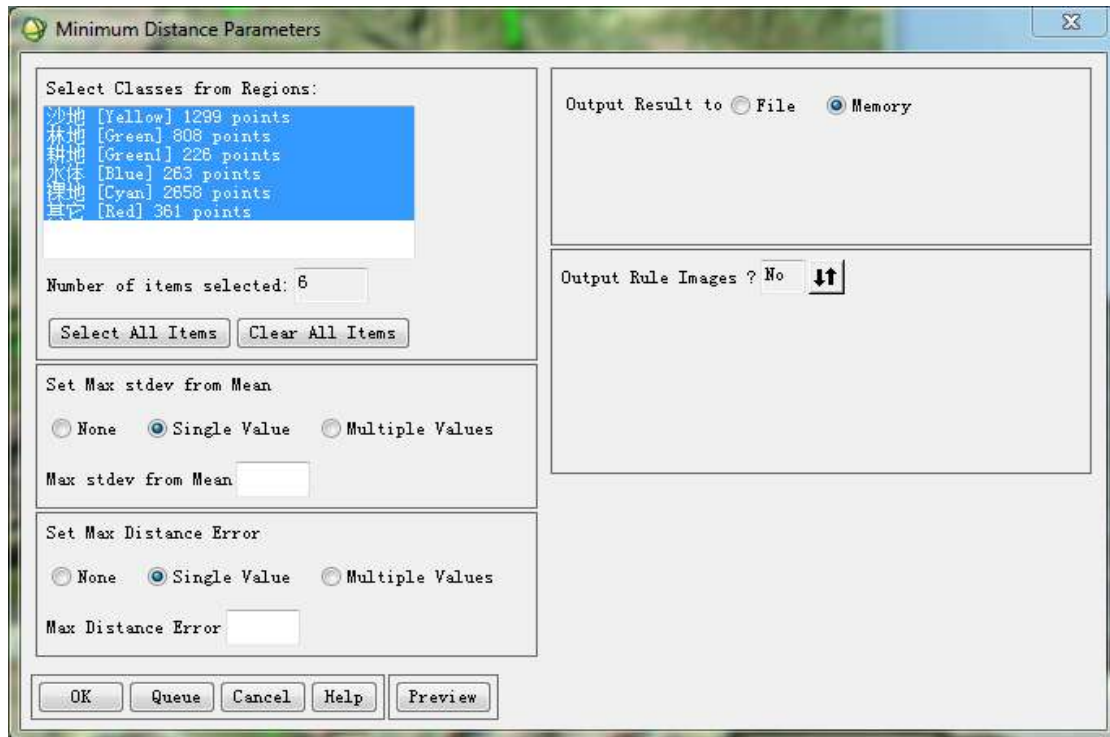 Minimum Distance Parameters
Select Classes from Regions:
沙地 [Yellow] 1299 points
林地 [Green] 808 points
耕地 [Green1] 226 points
水体 [Blue] 263 points
裸地 [Cyan] 2658 points
其它 [Red] 361 points
Number of items selected: 6
Select All Items Clear All Items
Set Max stdev from Mean
None Single Value Multiple Values
Max stdev from Mean
Set Max Distance Error
None Single Value Multiple Values
Max Distance Error
OK Queue Cancel Help Preview
Output Result to File Memory
Output Rule Images ? No